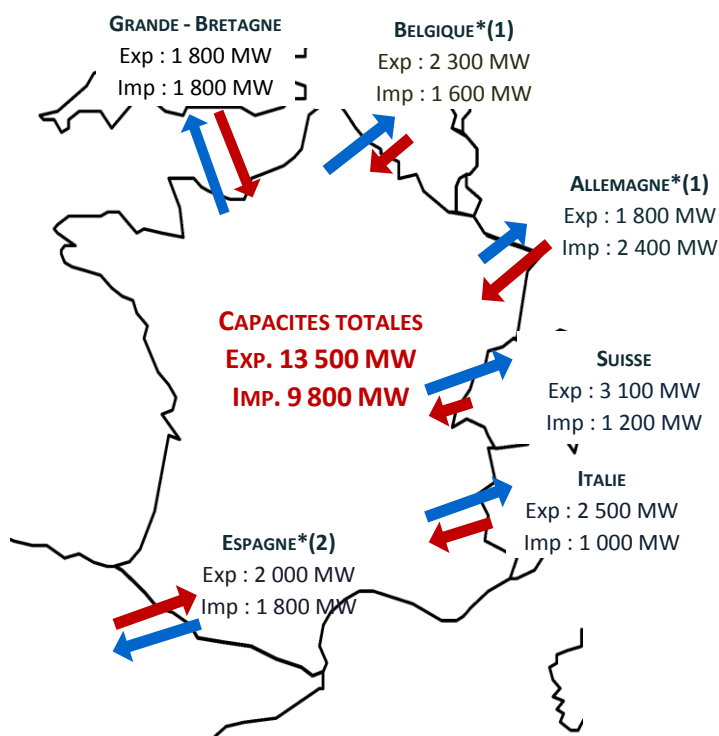 GRANDE - BRETAGNE
Exp : 1 800 MW
Imp : 1 800 MW
BELGIQUE*(1)
Exp : 2 300 MW
Imp : 1 600 MW
ALLEMAGNE*(1)
Exp : 1 800 MW
Imp : 2 400 MW
CAPACITES TOTALES
EXP. 13 500 MW
IMP. 9 800 MW
SUISSE
Exp : 3 100 MW
Imp : 1 200 MW
ITALIE
Exp : 2 500 MW
Imp : 1 000 MW
ESPAGNE*(2)
Exp : 2 000 MW
Imp : 1 800 MW